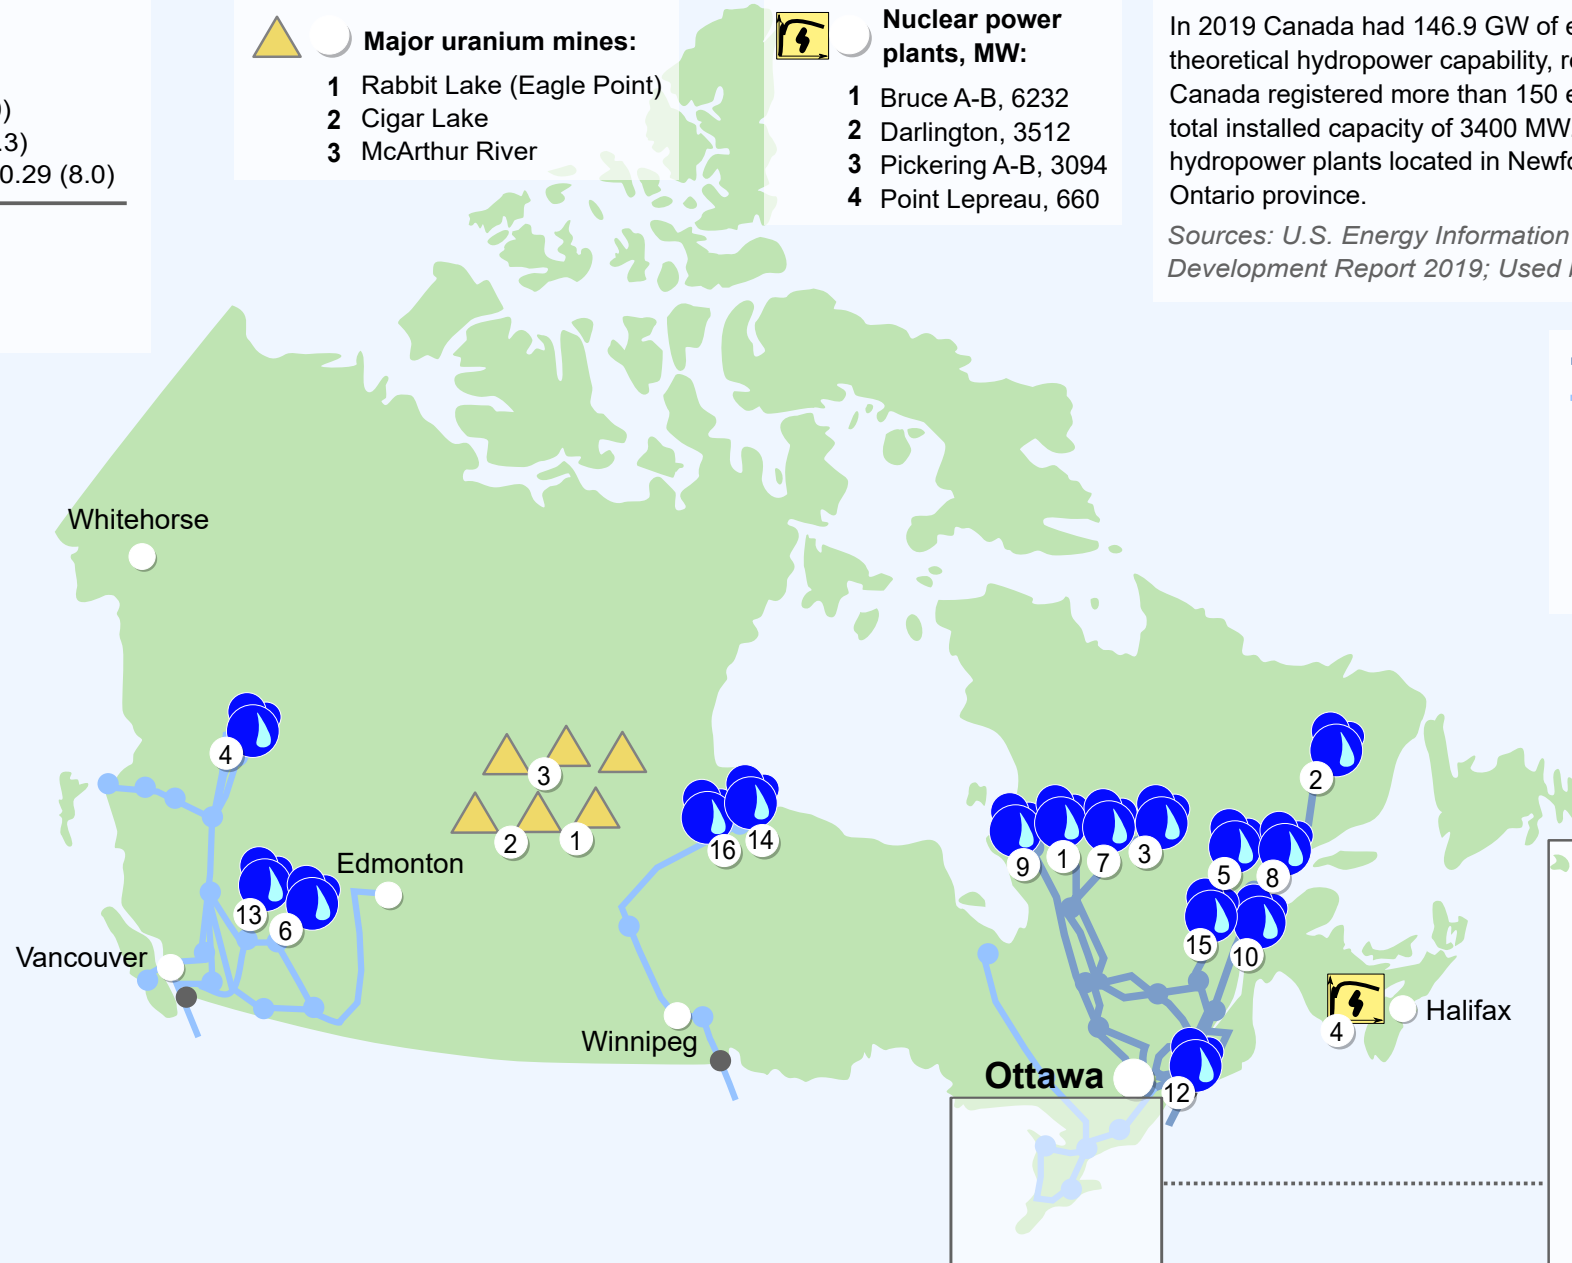 )
.3)
0.29 (8.0)
Major uranium mines:
1 Rabbit Lake (Eagle Point)
2 Cigar Lake
3 McArthur River
Nuclear power
plants, MW:
1 Bruce A-B, 6232
2 Darlington, 3512
3 Pickering A-B, 3094
4 Point Lepreau, 660
In 2019 Canada had 146.9 GW of
theoretical hydropower capability,
Canada registered more than 150
total installed capacity of 3400 MW
hydropower plants located in
Ontario province.
Sources: U.S. Energy Information
Development Report 2019; Used
Whitehorse
4
3
2
1
16
14
Edmonton
13
6
Vancouver
Winnipeg
2
9
1
7
3
5
8
15
10
4
Halifax
Ottawa
12